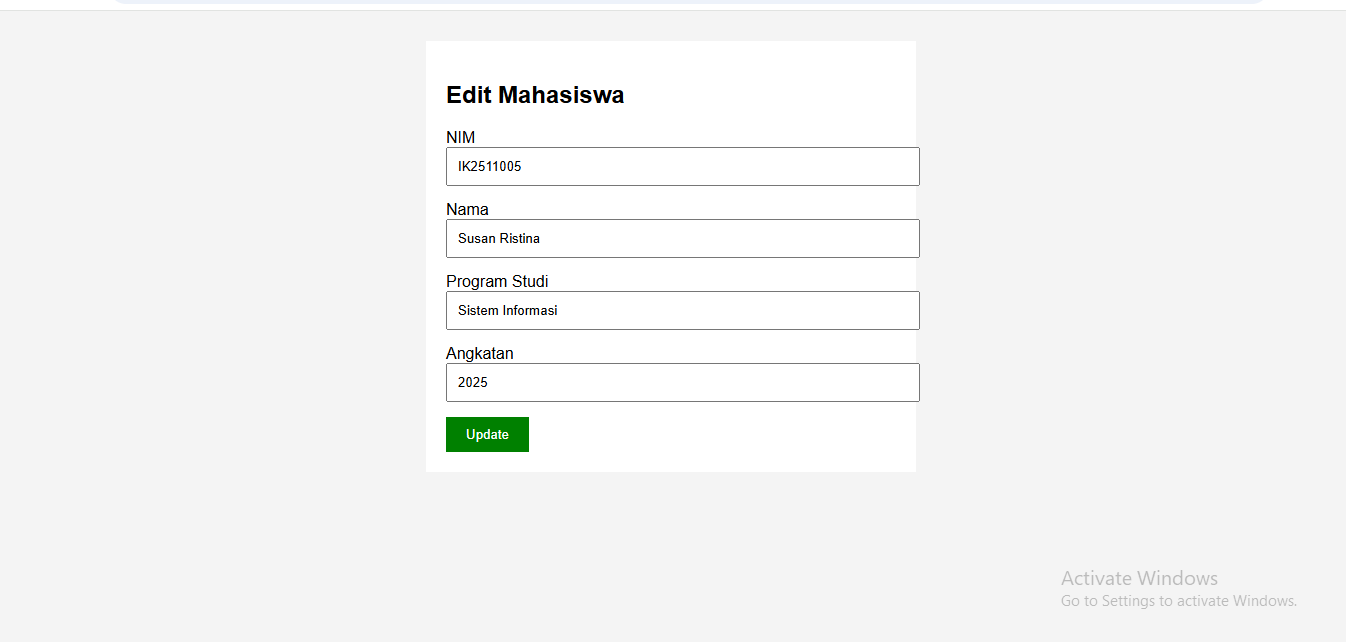 Edit Mahasiswa
NIM
IK2511005
Nama
Susan Ristina
Program Studi
Sistem Informasi
Angkatan
2025
Update
Activate Windows
Go to Settings to activate Windows.